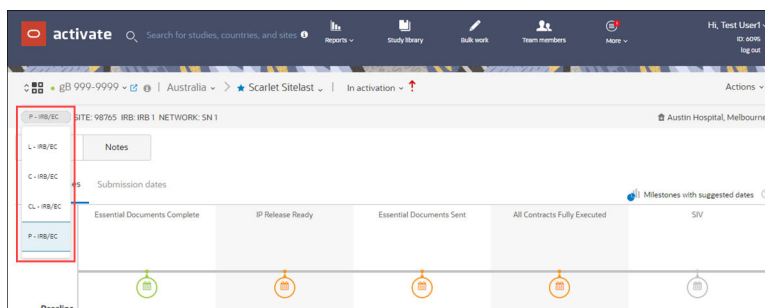 activate
Search for studies, countries, and sites
Reports
Study library
Bulk work
Team members
More
Hi, Test User1
ID: 6095
log out
gB 999-9999 | Australia > Scarlet Sitelast | In activation
Actions
P - IRB/EC SITE: 98765 IRB: IRB 1 NETWORK: SN 1
Austin Hospital, Melbourne
L - IRB/EC
Notes
C - IRB/EC
es Submission dates
CL - IRB/EC
Milestones with suggested dates
P - IRB/EC
Essential Documents Complete
IP Release Ready
Essential Documents Sent
All Contracts Fully Executed
SIV
Baseline